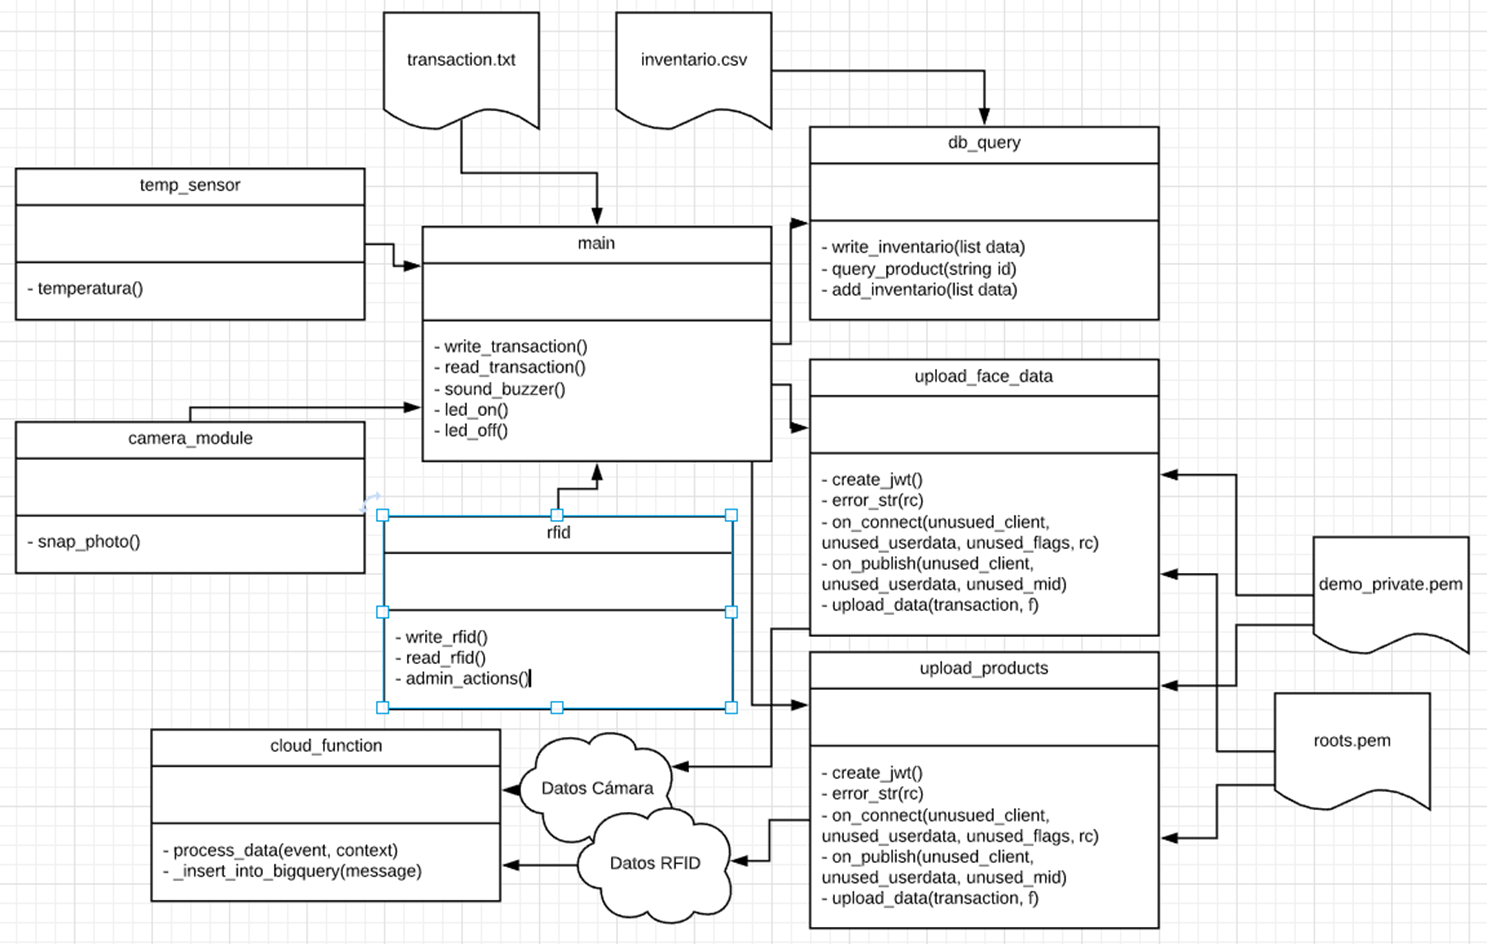 transaction.txt
inventario.csv
db_query
- write_inventario(list data)
- query_product(string id)
- add_inventario(list data)
temp_sensor
- temperatura()
main
- write_transaction()
- read_transaction()
- sound_buzzer()
- led_on()
- led_off()
camera_module
- snap_photo()
upload_face_data
- create_jwt()
- error_str(rc)
- on_connect(unusued_client,
unused_userdata, unused_flags, rc)
- on_publish(unused_client,
unused_userdata, unused_mid)
- upload_data(transaction, f)
rfid
- write_rfid()
- read_rfid()
- admin_actions()
demo_private.pem
upload_products
- create_jwt()
- error_str(rc)
- on_connect(unusued_client,
unused_userdata, unused_flags, rc)
- on_publish(unused_client,
unused_userdata, unused_mid)
- upload_data(transaction, f)
roots.pem
cloud_function
- process_data(event, context)
- _insert_into_bigquery(message)
Datos Cámara
Datos RFID